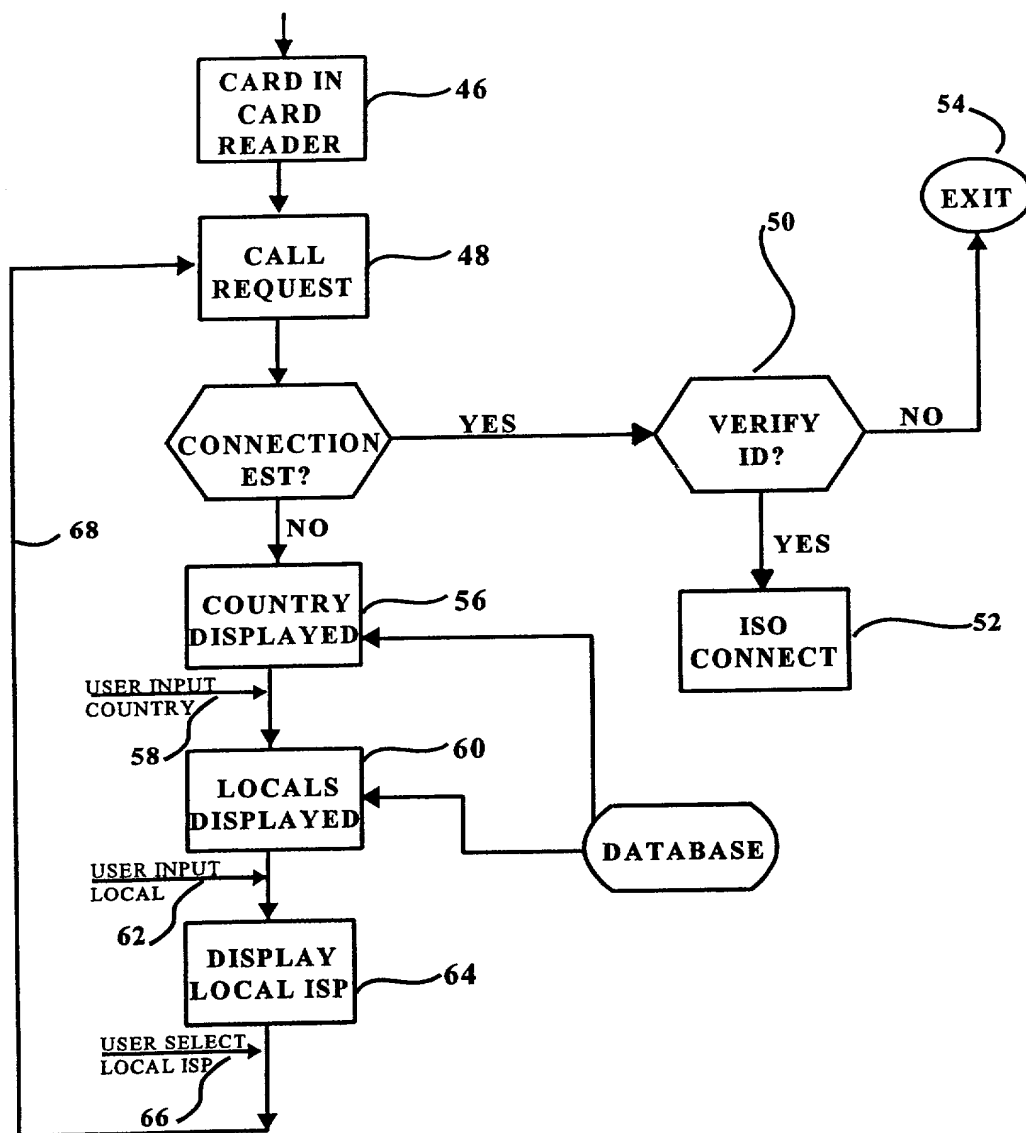 CARD IN
CARD
READER
46
54
EXIT
CALL
REQUEST
48
50
CONNECTION
EST?
YES
VERIFY
ID?
NO
NO
68
YES
COUNTRY
DISPLAYED
56
ISO
CONNECT
52
USER INPUT
COUNTRY
58
60
LOCALS
DISPLAYED
DATABASE
USER INPUT
LOCAL
62
DISPLAY
LOCAL ISP
64
USER SELECT
LOCAL ISP
66